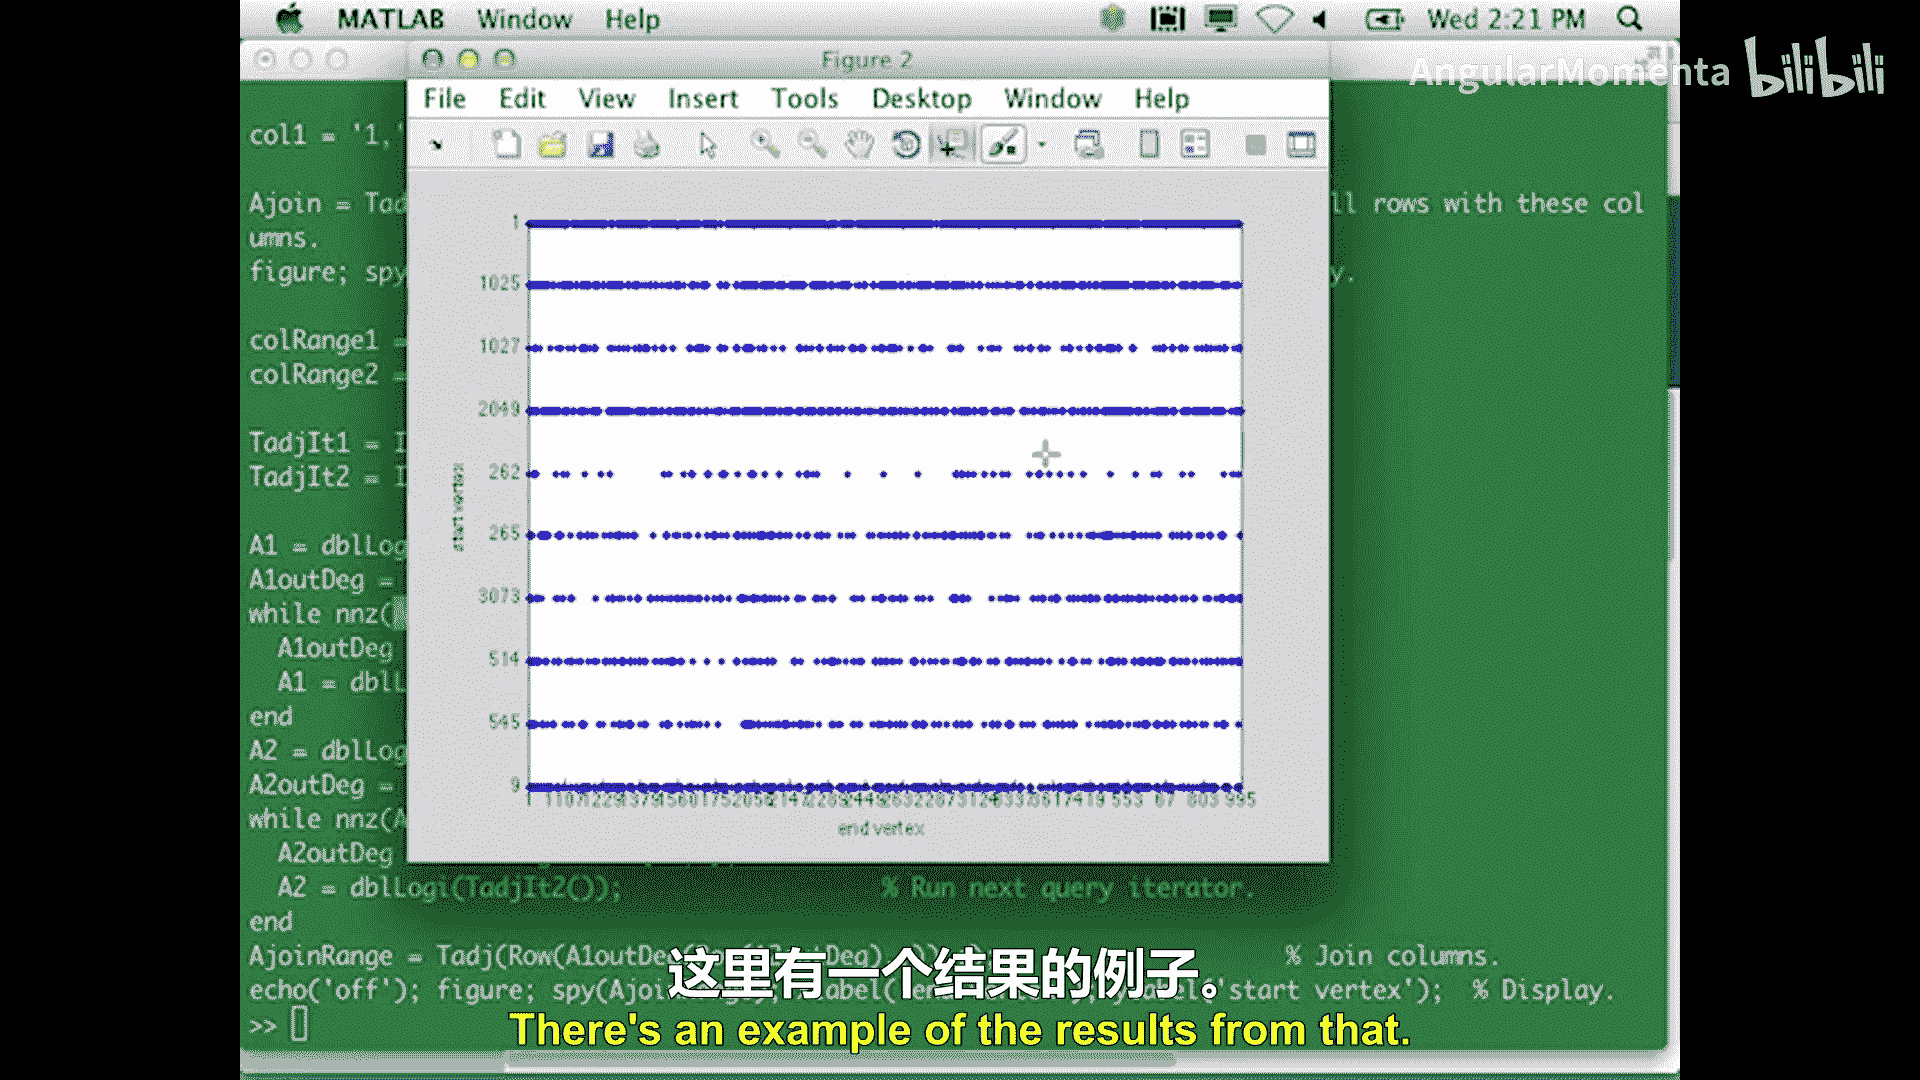 MATLAB Window Help Wed 2:21 PM
Figure 2
AngularMomenta bilibili
File Edit View Insert Tools Desktop Window Help
col1 = '1,'
Ajoin = Tad
ll rows with these col
umns.
figure; spy
y.
colRange1 =
colRange2 =
TadjIt1 = I
TadjIt2 = I
A1 = dblLog
A1outDeg =
while nnz(
A1outDeg
A1 = dblL
end
A2 = dblLog
A2outDeg =
while nnz(A
A2outDeg
A2 = dblLogi(TadjIt2()); % Run next query iterator.
end
AjoinRange = Tadj(Row(A1outDe % Join columns.
echo('off'); figure; spy(Ajoi label('start vertex'); % Display.
>>
1
1025
1027
2049
262
265
3073
514
545
9
start vertex
553 67 803 995
end vertex
这里有一个结果的例子。
There's an example of the results from that.